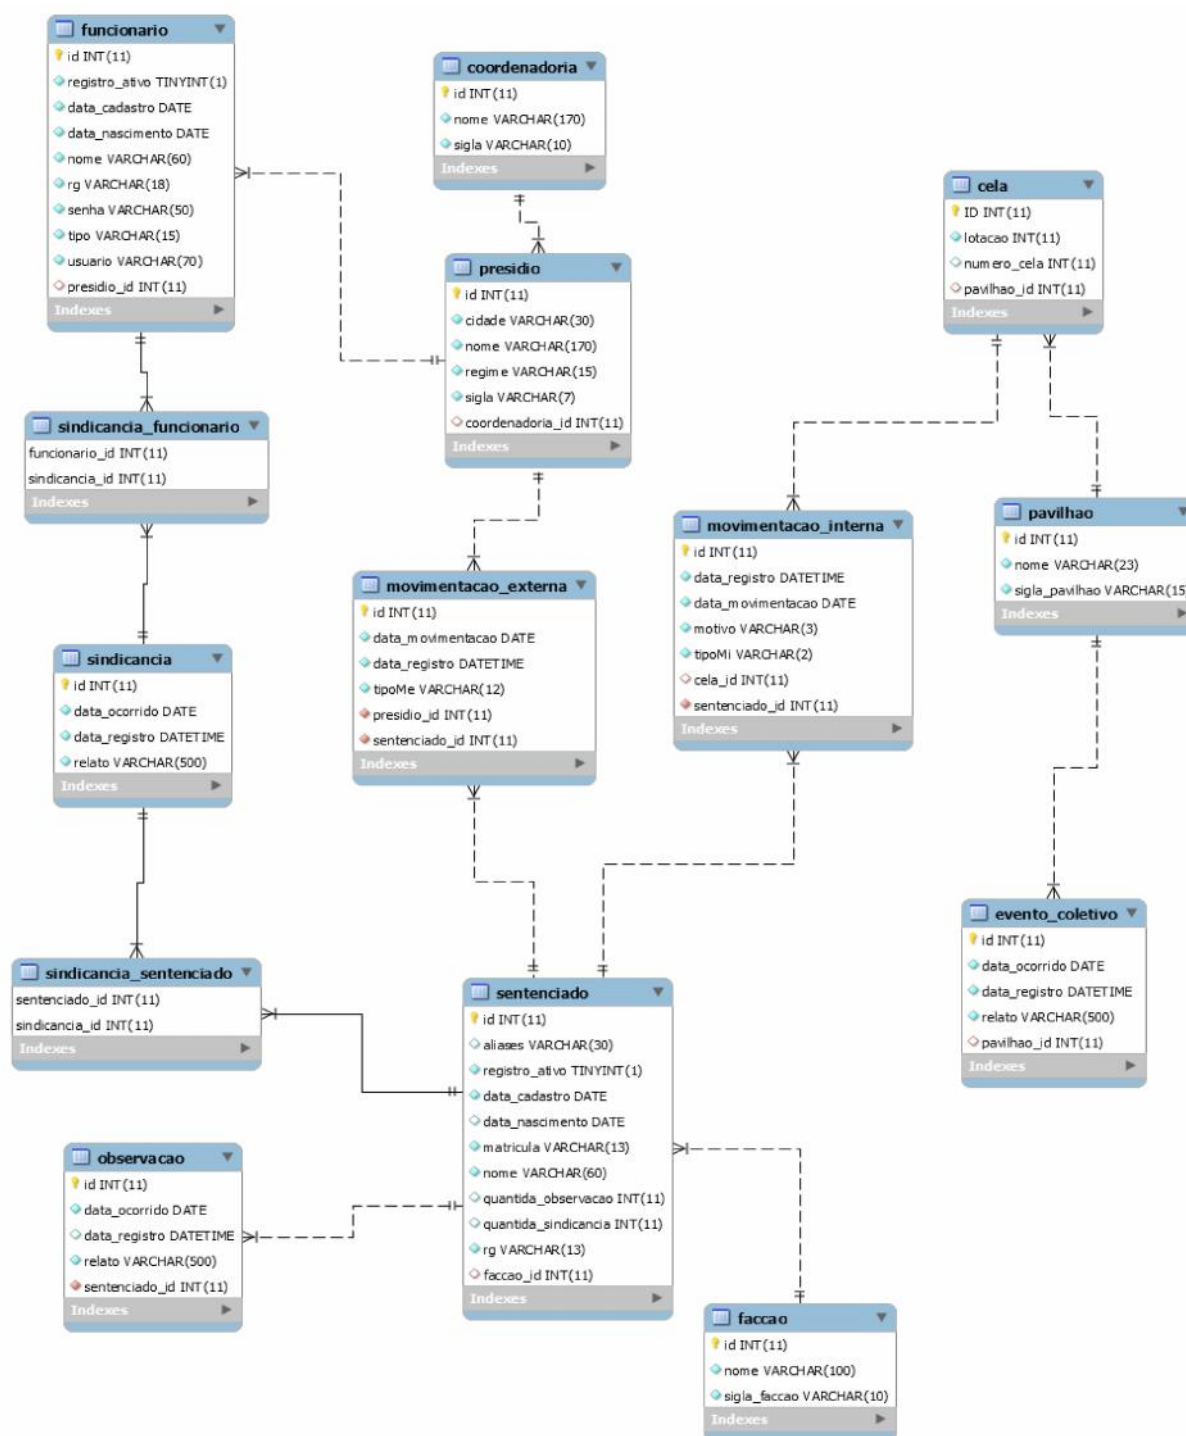 funcionario
id INT(11)
registro_ativo TINYINT(1)
data_cadastro DATE
data_nascimento DATE
nome VARCHAR(60)
rg VARCHAR(18)
senha VARCHAR(50)
tipo VARCHAR(15)
usuario VARCHAR(70)
presidio_id INT(11)
Indexes
coordenadoria
id INT(11)
nome VARCHAR(170)
sigla VARCHAR(10)
Indexes
cela
ID INT(11)
lotacao INT(11)
numero_cela INT(11)
pavilhao_id INT(11)
Indexes
presidio
id INT(11)
cidade VARCHAR(30)
nome VARCHAR(170)
regime VARCHAR(15)
sigla VARCHAR(7)
coordenadoria_id INT(11)
Indexes
sindicancia_funcionario
funcionario_id INT(11)
sindicancia_id INT(11)
Indexes
movimentacao_externa
id INT(11)
data_movimentacao DATE
data_registro DATETIME
tipoMe VARCHAR(12)
presidio_id INT(11)
sentenciado_id INT(11)
Indexes
movimentacao_interna
id INT(11)
data_registro DATETIME
data_movimentacao DATE
motivo VARCHAR(3)
tipoMi VARCHAR(2)
cela_id INT(11)
sentenciado_id INT(11)
Indexes
pavilhao
id INT(11)
nome VARCHAR(23)
sigla_pavilhao VARCHAR(15)
Indexes
sindicancia
id INT(11)
data_ocorrido DATE
data_registro DATETIME
relato VARCHAR(500)
Indexes
evento_coletivo
id INT(11)
data_ocorrido DATE
data_registro DATETIME
relato VARCHAR(500)
pavilhao_id INT(11)
Indexes
sindicancia_sentenciado
sentenciado_id INT(11)
sindicancia_id INT(11)
Indexes
sentenciado
id INT(11)
aliases VARCHAR(30)
registro_ativo TINYINT(1)
data_cadastro DATE
data_nascimento DATE
matricula VARCHAR(13)
nome VARCHAR(60)
quantida_observacao INT(11)
quantida_sindicancia INT(11)
rg VARCHAR(13)
faccao_id INT(11)
Indexes
observacao
id INT(11)
data_ocorrido DATE
data_registro DATETIME
relato VARCHAR(500)
sentenciado_id INT(11)
Indexes
faccao
id INT(11)
nome VARCHAR(100)
sigla_faccao VARCHAR(10)
Indexes